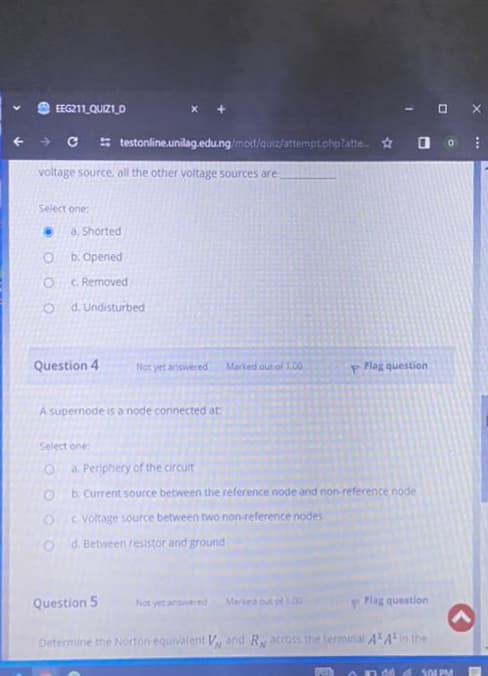 EEG211_QUIZ1_D
testonline.unilag.edu.ng/mod/quiz/attempt.php?atte...
voltage source, all the other voltage sources are __________
Select one:
a. Shorted
b. Opened
c. Removed
d. Undisturbed
Question 4 Not yet answered Marked out of 1.00 Flag question
A supernode is a node connected at:
Select one:
a. Periphery of the circuit
b. Current source between the reference node and non-reference node
c. Voltage source between two non-reference nodes
d. Between resistor and ground
Question 5 Not yet answered Marked out of 1.00 Flag question
Determine the Norton equivalent V_N and R_N across the terminal A¹A¹ in the
5:01 PM